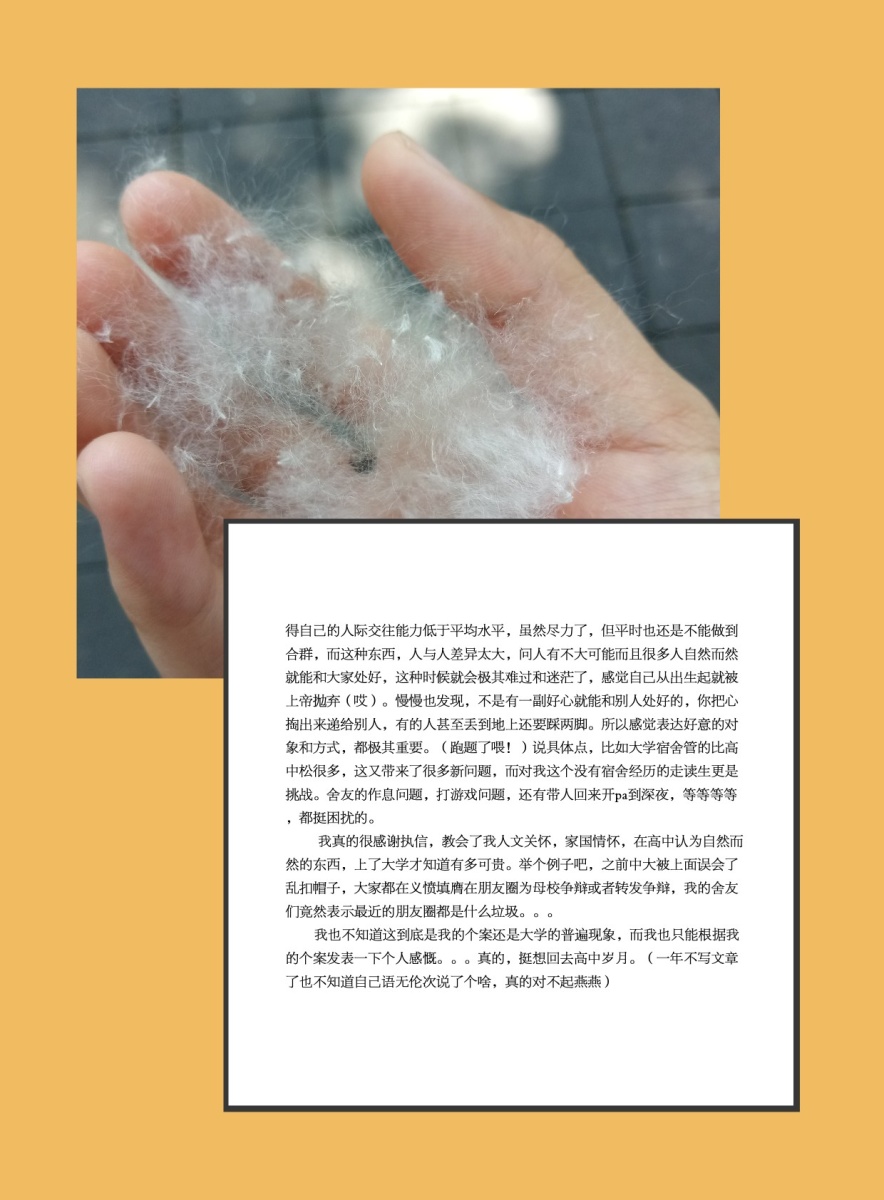 得自己的人际交往能力低于平均水平，虽然尽力了，但平时也还是不能做到
合群，而这种东西，人与人差异太大，问人有不大可能而且很多人自然而然
就能和大家处好，这种时候就会极其难过和迷茫了，感觉自己从出生起就被
上帝抛弃（哎）。慢慢也发现，不是有一副好心就能和别人处好的，你把心
掏出来递给别人，有的人甚至丢到地上还要踩两脚。所以感觉表达好意的对
象和方式，都极其重要。（跑题了喂！）说具体点，比如大学宿舍管的比高
中松很多，这又带来了很多新问题，而对我这个没有宿舍经历的走读生更是
挑战。舍友的作息问题，打游戏问题，还有带人回来开pa到深夜，等等等等
，都挺困扰的。
我真的很感谢执信，教会了我人文关怀，家国情怀，在高中认为自然而
然的东西，上了大学才知道有多可贵。举个例子吧，之前中大被上面误会了
乱扣帽子，大家都在义愤填膺在朋友圈为母校争辩或者转发争辩，我的舍友
们竟然表示最近的朋友圈都是什么垃圾。。。
我也不知道这到底是我的个案还是大学的普遍现象，而我也只能根据我
的个案发表一下个人感慨。。。真的，挺想回去高中岁月。（一年不写文章
了也不知道自己语无伦次说了个啥，真的对不起燕燕）